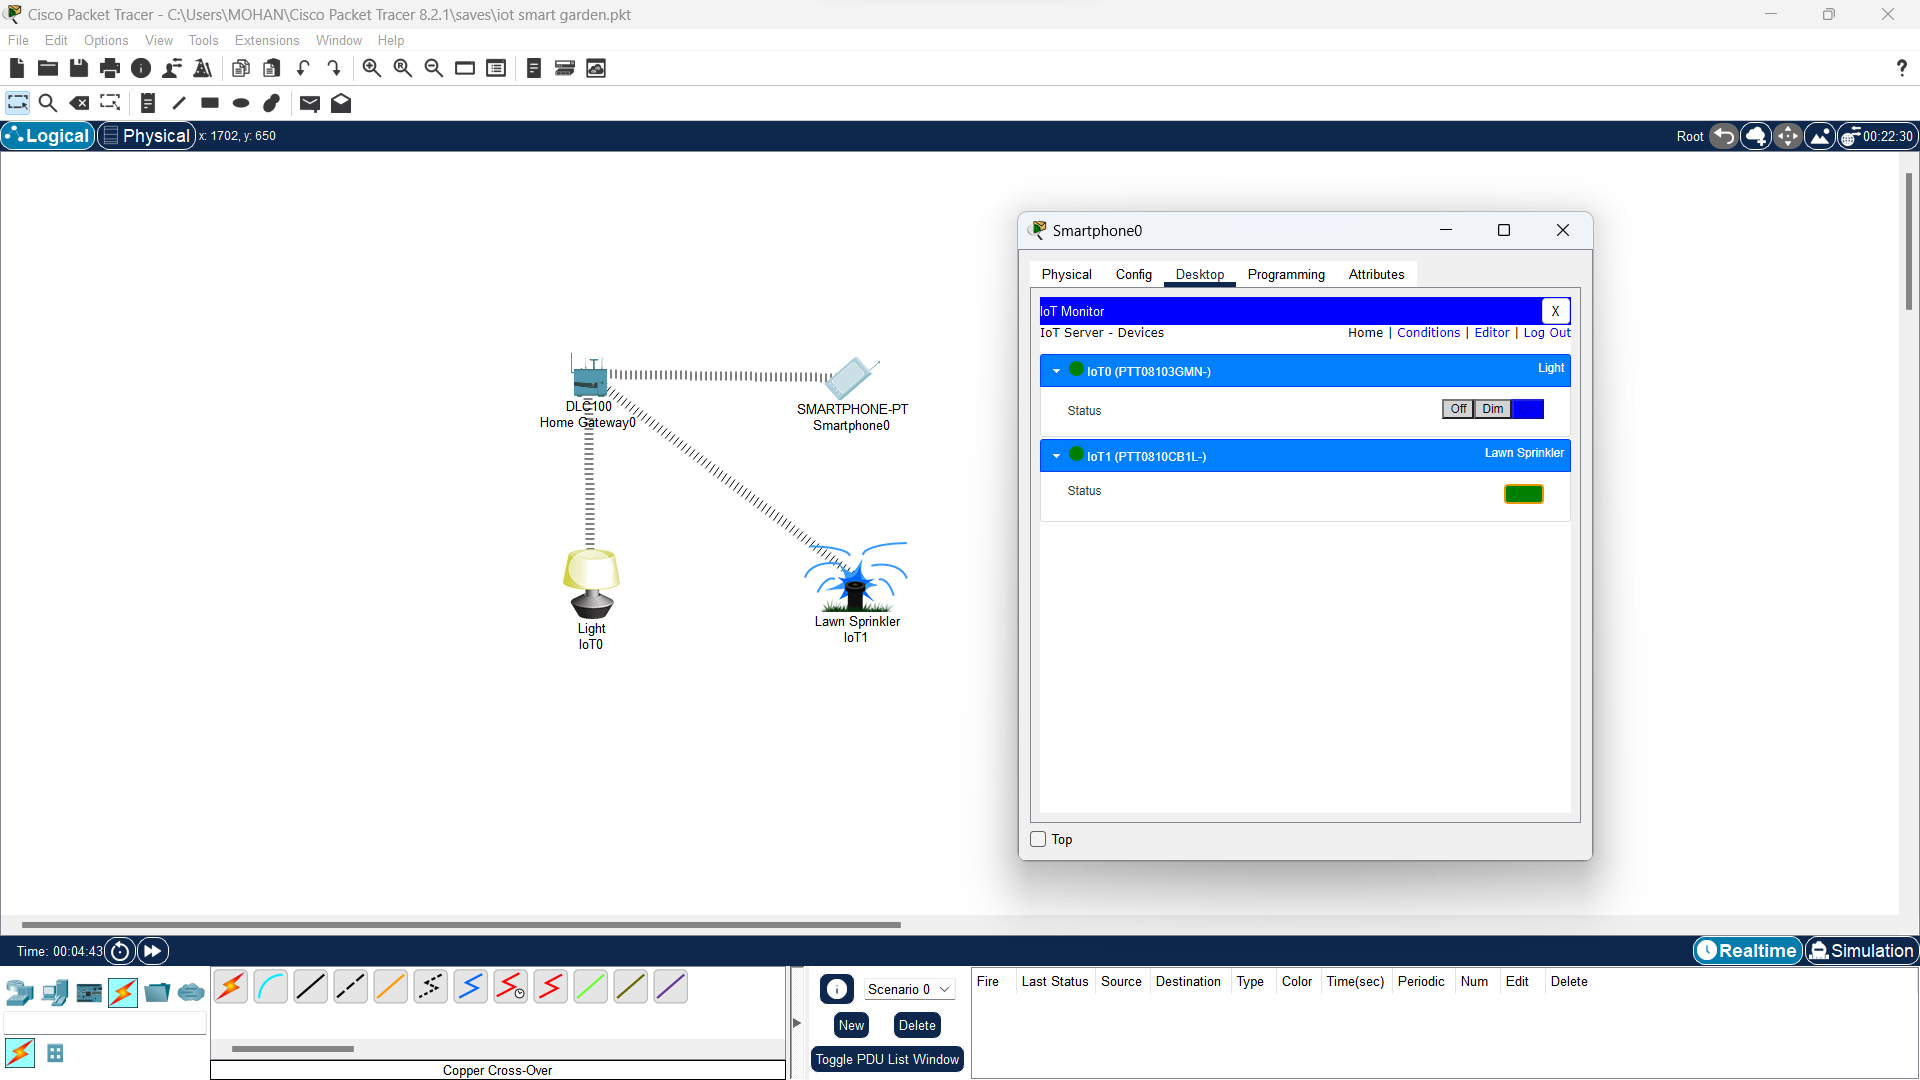 Cisco Packet Tracer - C:\Users\MOHAN\Cisco Packet Tracer 8.2.1\saves\iot smart garden.pkt
File Edit Options View Tools Extensions Window Help
?
Logical Physical x: 1702, y: 650 Root 00:22:30
Smartphone0
Physical Config Desktop Programming Attributes
IoT Monitor X
IoT Server - Devices Home | Conditions | Editor | Log Out
IoT0 (PTT08103GMN-) Light
Status Off Dim
IoT1 (PTT0810CB1L-) Lawn Sprinkler
Status
Top
DLC100
Home Gateway0
SMARTPHONE-PT
Smartphone0
Light
IoT0
Lawn Sprinkler
IoT1
Time: 00:04:43 Realtime Simulation
Scenario 0
New Delete
Toggle PDU List Window
Fire Last Status Source Destination Type Color Time(sec) Periodic Num Edit Delete
Copper Cross-Over